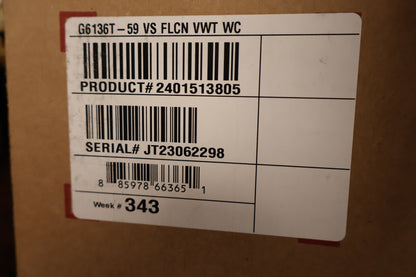 G6136T-59 VS FLCN VWT WC
PRODUCT# 2401513805
SERIAL# JT23062298
8 85978 66365 1
Week # 343